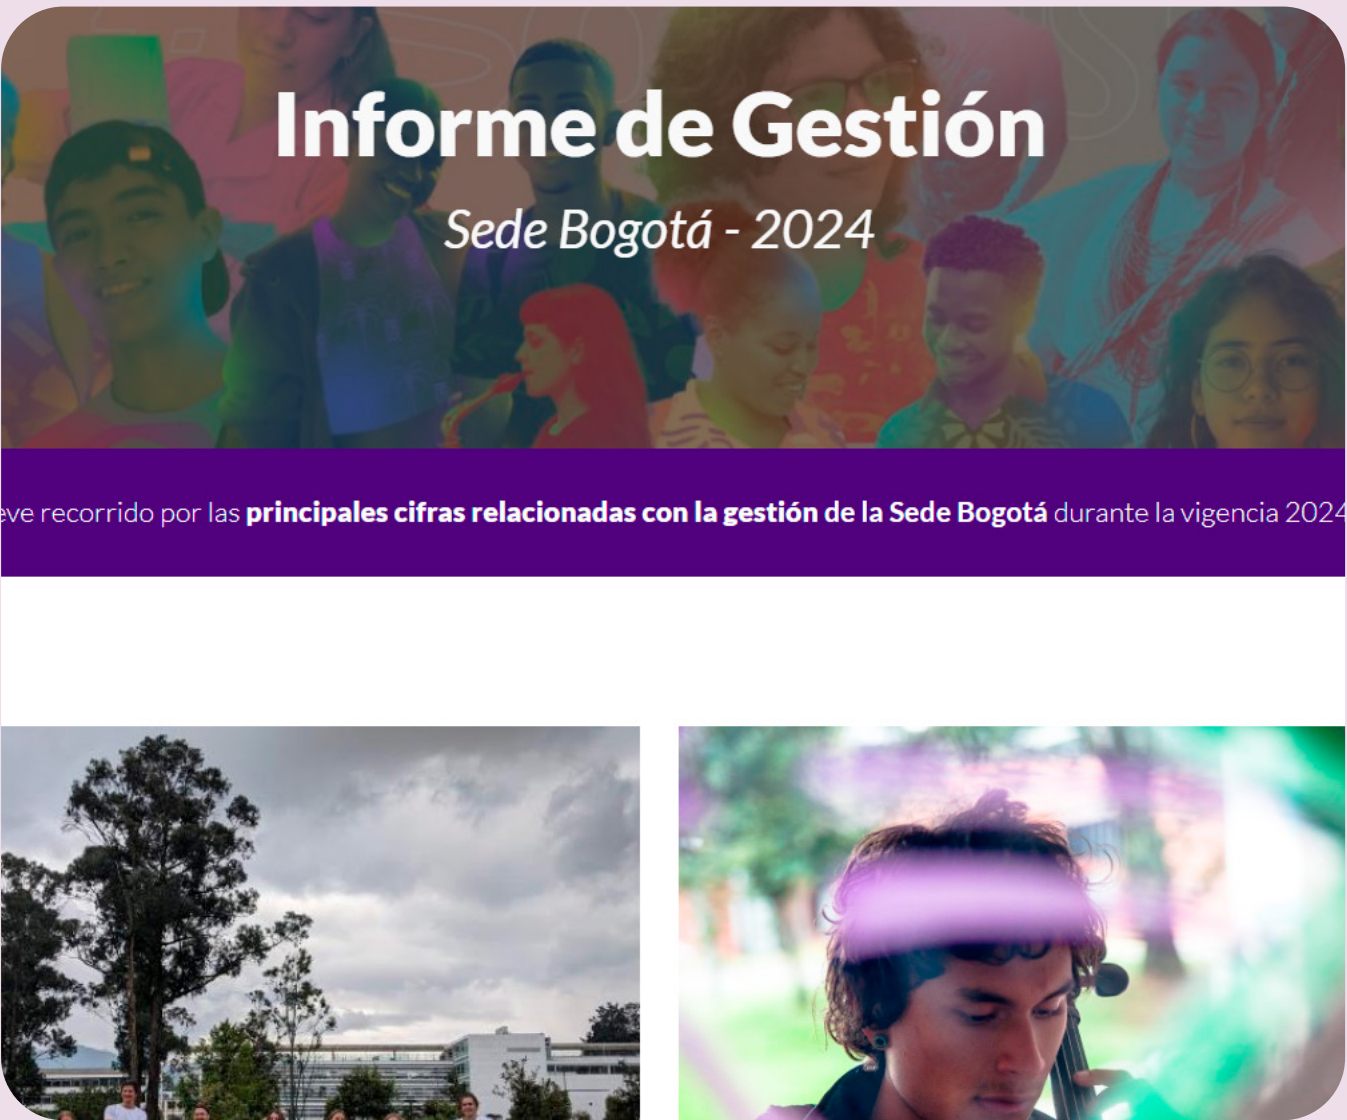 Informe de Gestión
Sede Bogotá - 2024
recorrido por las principales cifras relacionadas con la gestión de la Sede Bogotá durante la vigencia 2024